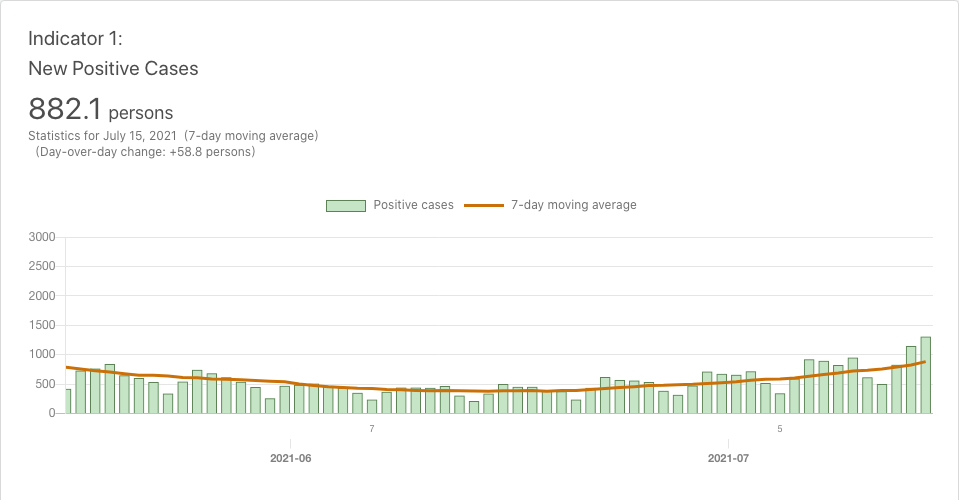 Indicator 1:
New Positive Cases
882.1 persons
Statistics for July 15, 2021 (7-day moving average)
(Day-over-day change: +58.8 persons)
Positive cases 7-day moving average
3000
2500
2000
1500
1000
500
0
7 5
2021-06 2021-07